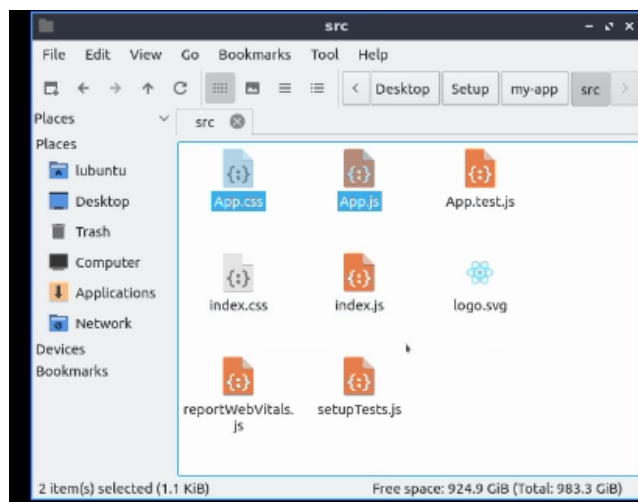 src
File Edit View Go Bookmarks Tool Help
Desktop Setup my-app src
Places src
Places
lubuntu
Desktop
Trash
Computer
Applications
Network
Devices
Bookmarks
App.css App.js App.test.js
index.css index.js logo.svg
reportWebVitals. setupTests.js
js
2 item(s) selected (1.1 KiB) Free space: 924.9 GiB (Total: 983.3 GiB)